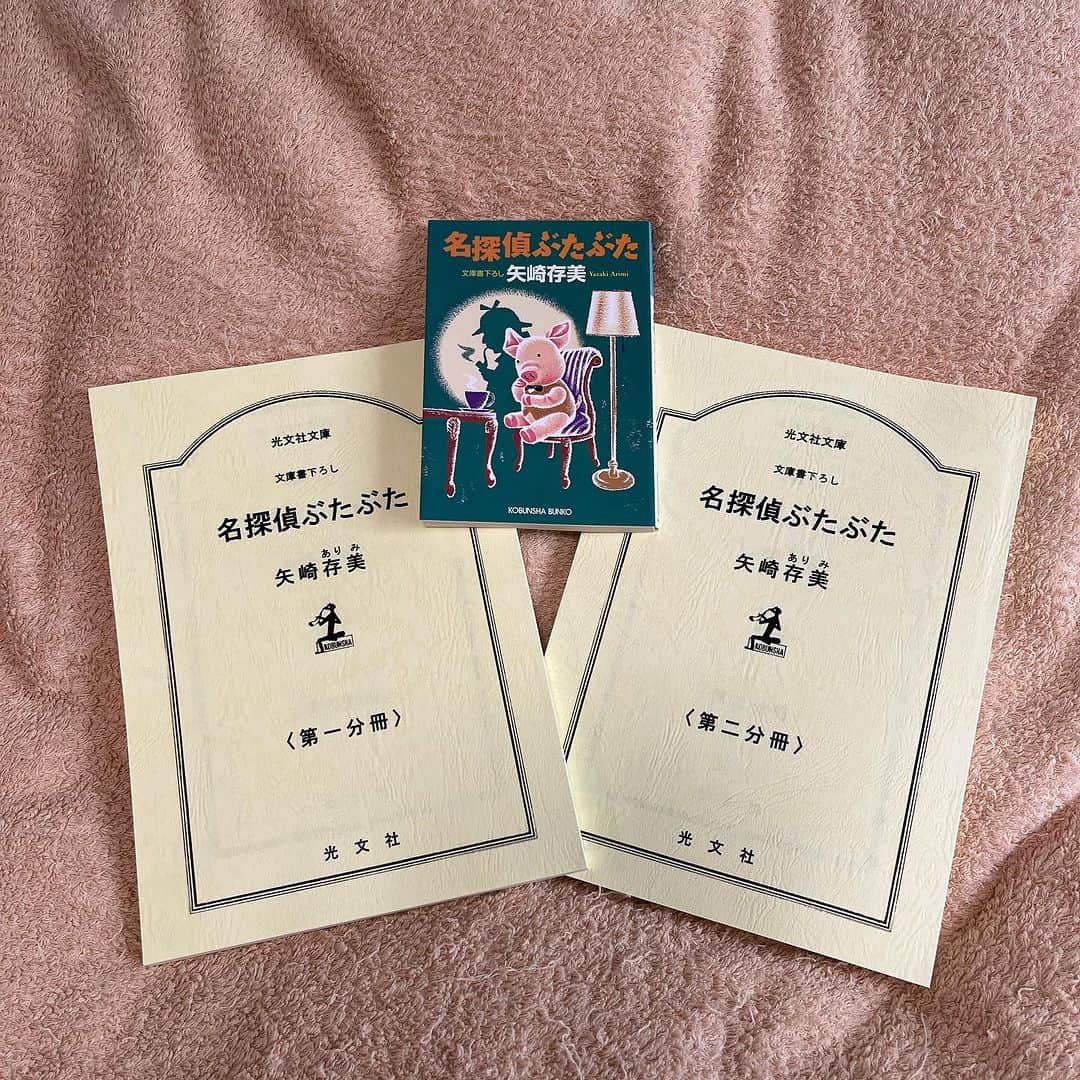 名探偵ぶたぶた
文庫書下ろし 矢崎存美 Yazaki Arimi
KOBUNSHA BUNKO
光文社文庫
文庫書下ろし
名探偵ぶたぶた
あり み
矢崎存美
KOBUNSHA
〈第一分冊〉
光文社
光文社文庫
文庫書下ろし
名探偵ぶたぶた
あり み
矢崎存美
KOBUNSHA
〈第二分冊〉
光文社